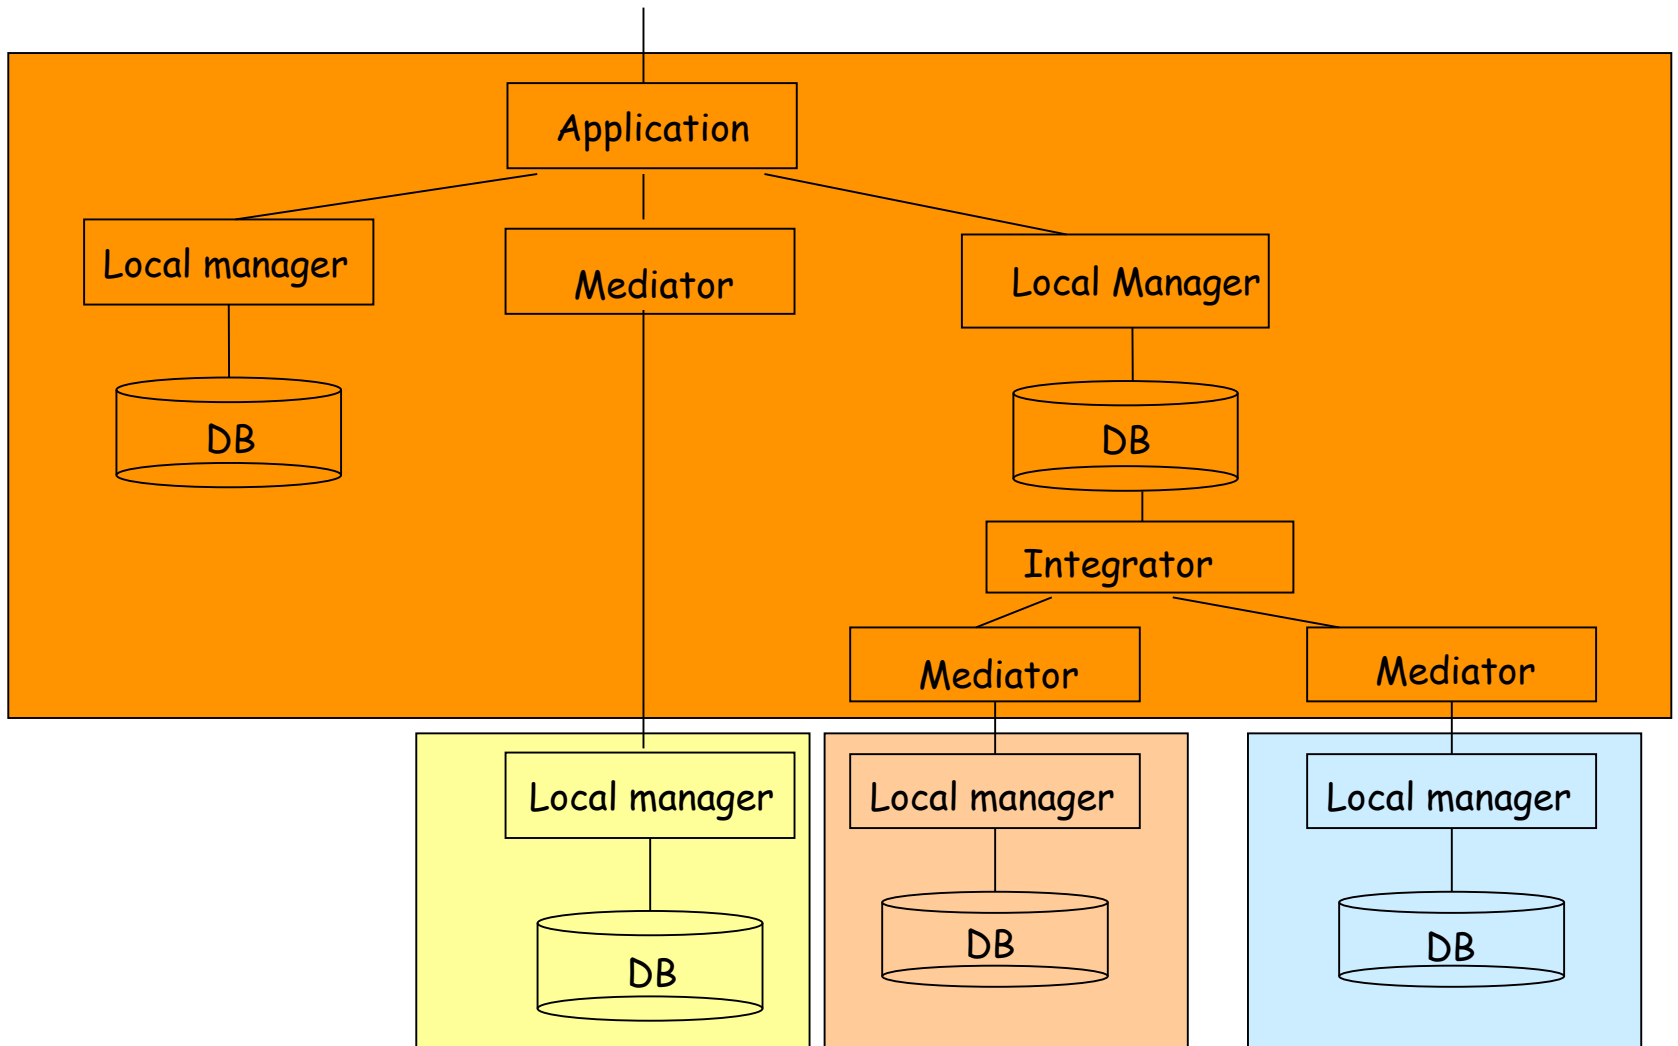 Application
Local manager
Mediator
Local Manager
DB
DB
Integrator
Mediator
Mediator
Local manager
Local manager
Local manager
DB
DB
DB